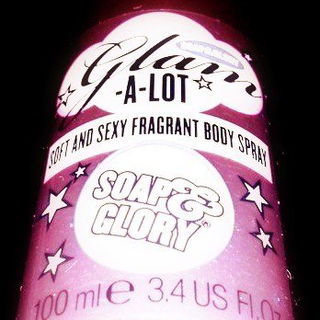 Glam
-A-LOT
SOFT AND SEXY FRAGRANT BODY SPRAY
SOAP
&
GLORY
100 ml e 3.4 US Fl. Oz